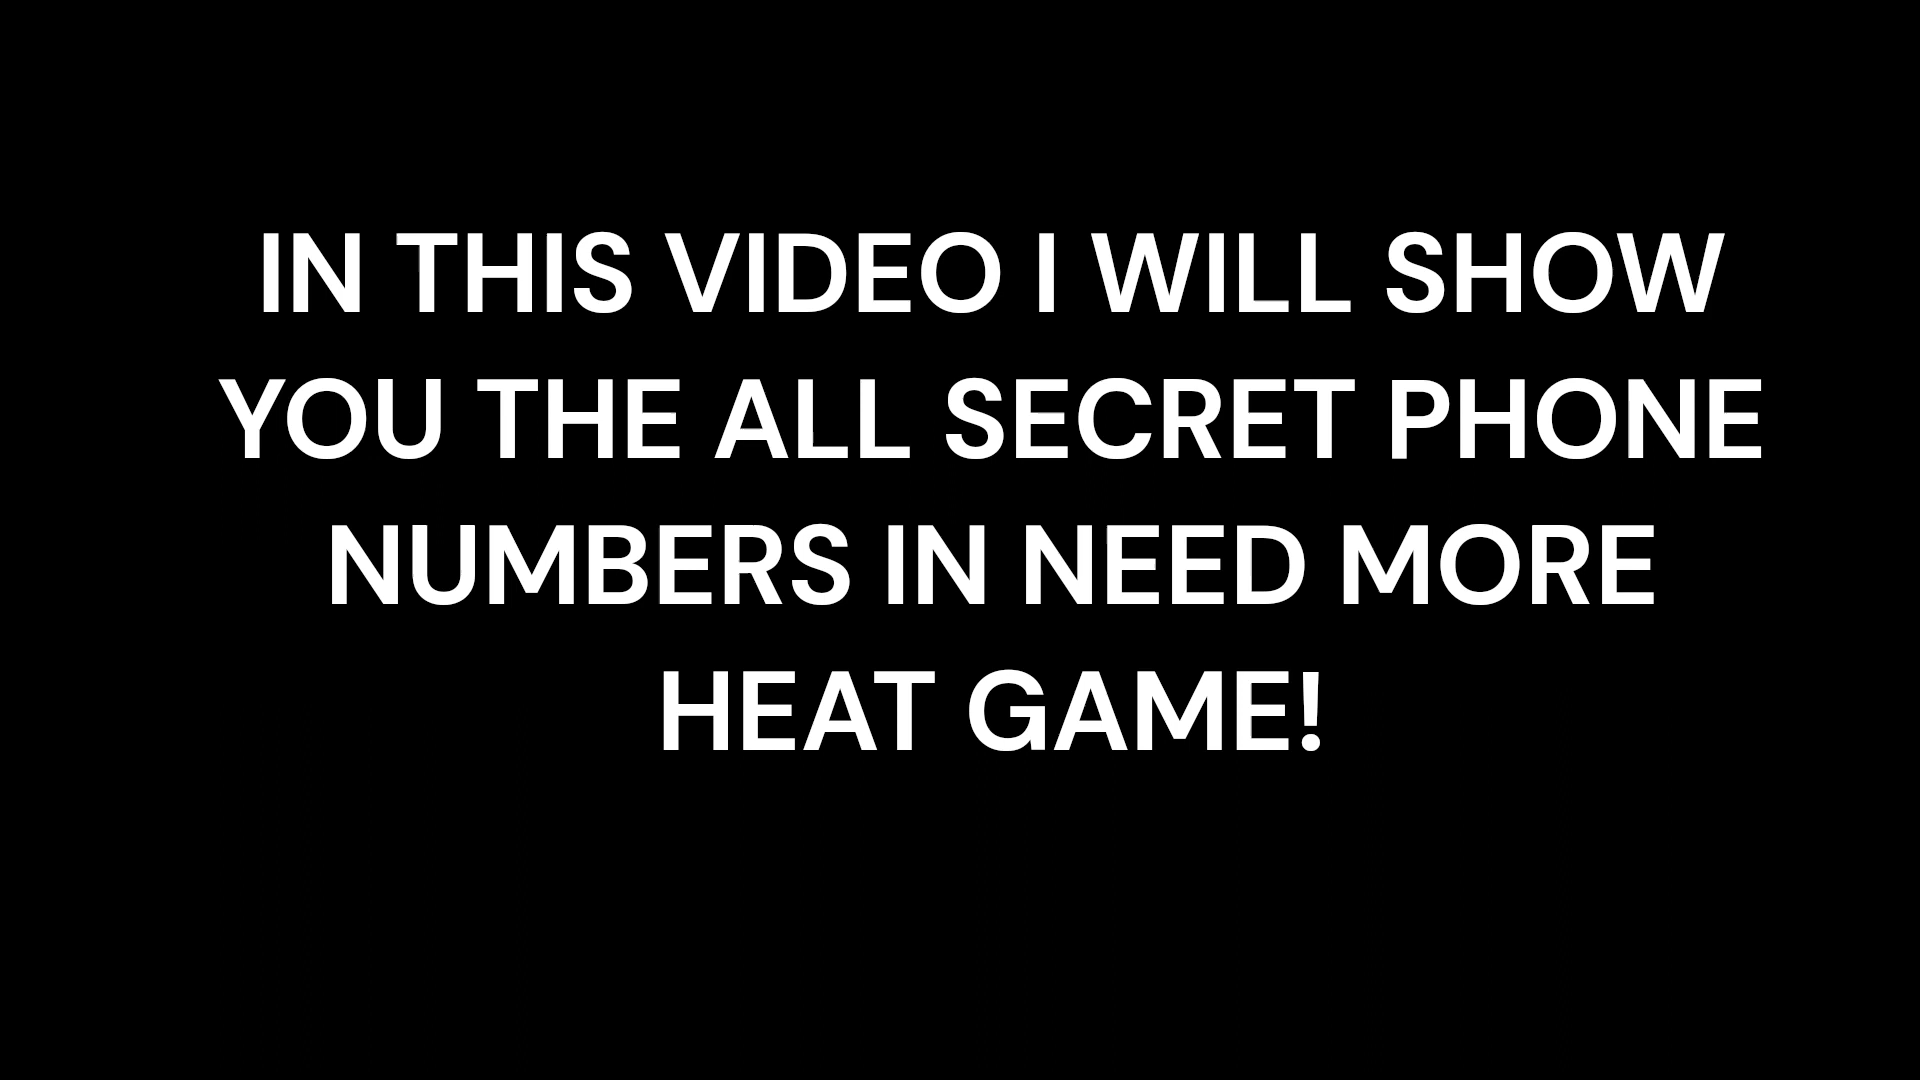 IN THIS VIDEO I WILL SHOW
YOU THE ALL SECRET PHONE
NUMBERS IN NEED MORE
HEAT GAME!